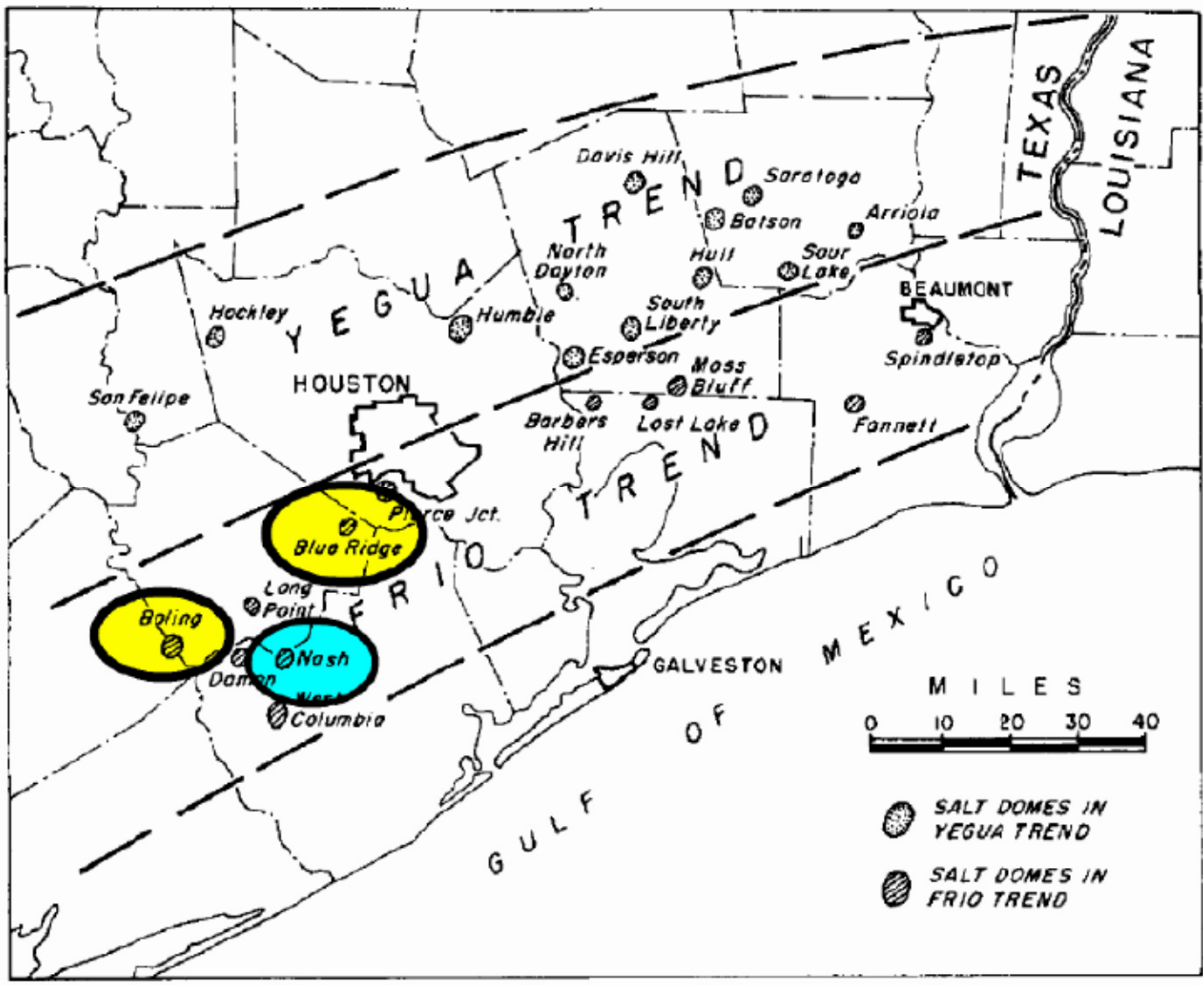 TEXAS
LOUISIANA
Davis Hill
TREND
Saratoga
Batson
Arriola
North
Dayton
Hull
Sour
Lake
YEGUA
BEAUMONT
Hockley
Humble
South
Liberty
Spindletop
Esperson
Moss
Bluff
HOUSTON
San Felipe
Barbers
Hill
Lost Lake
Fannett
TREND
Pierce Jct.
Blue Ridge
FRIO
Long
Point
Boling
Nash
Damon
West
Columbia
GALVESTON
GULF OF MEXICO
MILES
0 10 20 30 40
SALT DOMES IN
YEGUA TREND
SALT DOMES IN
FRIO TREND